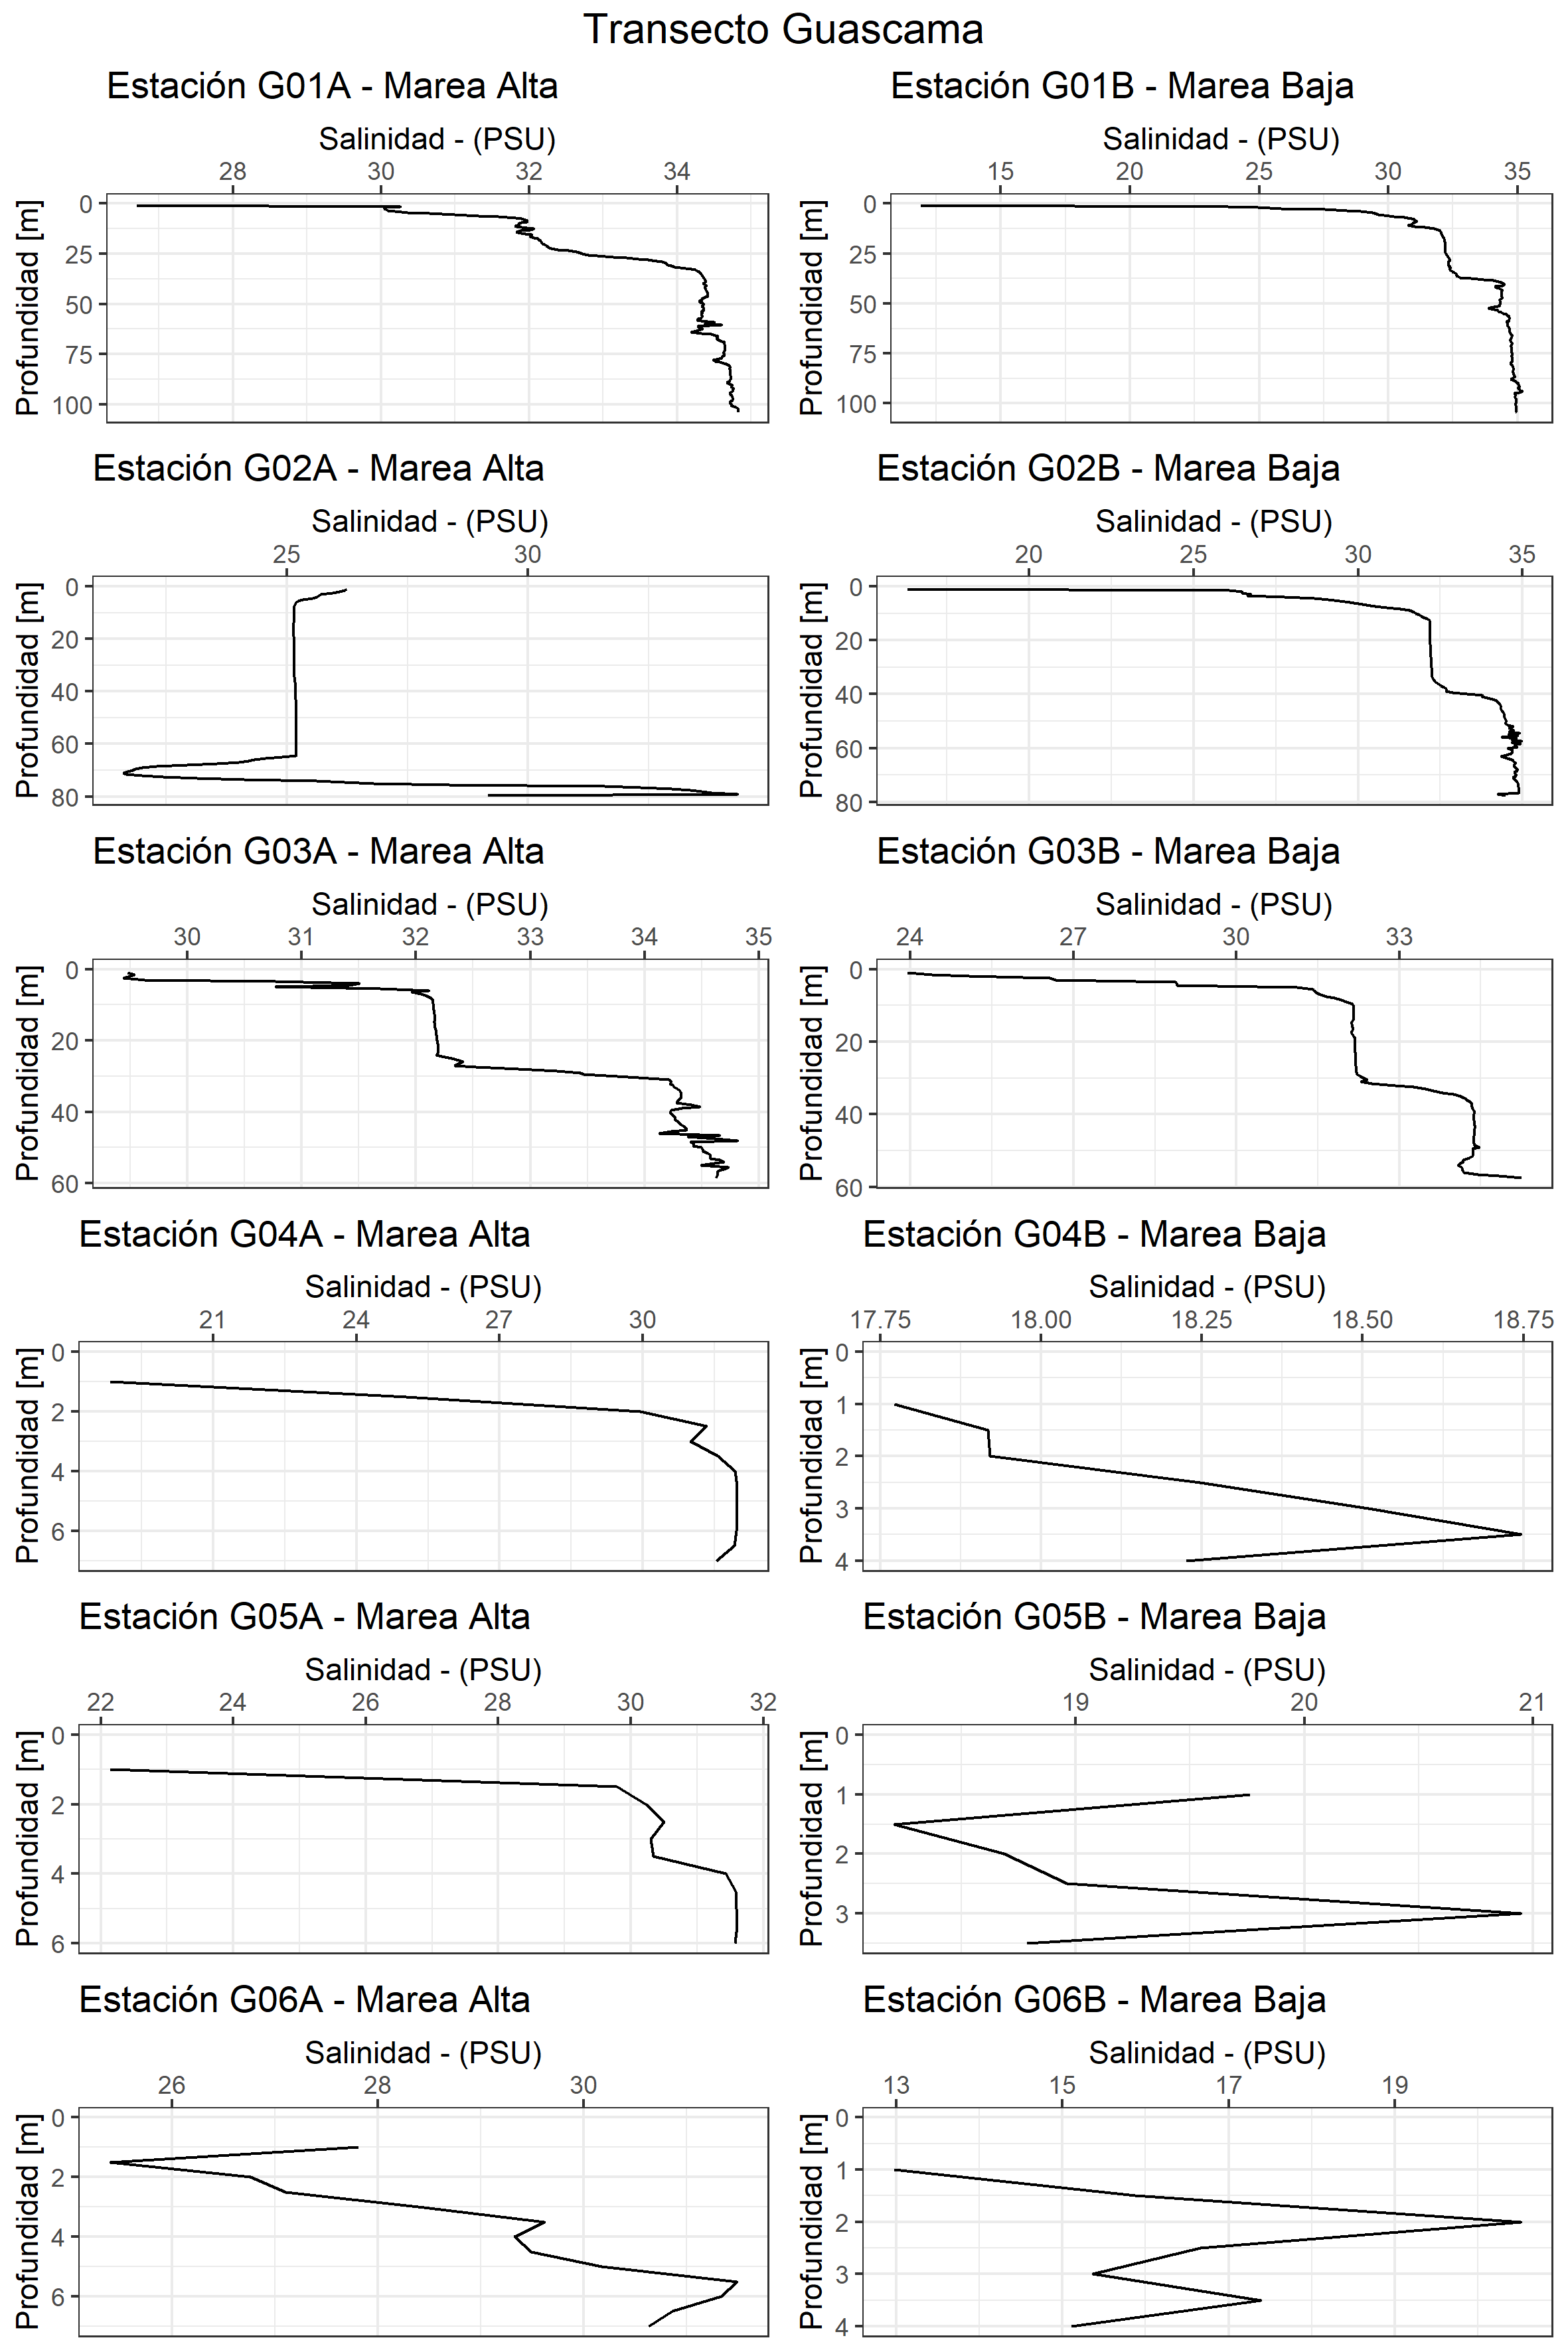 Transecto Guascama
Estación G01A - Marea Alta
Salinidad - (PSU)
28 30 32 34
Profundidad [m]
0
25
50
75
100
Estación G01B - Marea Baja
Salinidad - (PSU)
15 20 25 30 35
Profundidad [m]
0
25
50
75
100
Estación G02A - Marea Alta
Salinidad - (PSU)
25 30
Profundidad [m]
0
20
40
60
80
Estación G02B - Marea Baja
Salinidad - (PSU)
20 25 30 35
Profundidad [m]
0
20
40
60
80
Estación G03A - Marea Alta
Salinidad - (PSU)
30 31 32 33 34 35
Profundidad [m]
0
20
40
60
Estación G03B - Marea Baja
Salinidad - (PSU)
24 27 30 33
Profundidad [m]
0
20
40
60
Estación G04A - Marea Alta
Salinidad - (PSU)
21 24 27 30
Profundidad [m]
0
2
4
6
Estación G04B - Marea Baja
Salinidad - (PSU)
17.75 18.00 18.25 18.50 18.75
Profundidad [m]
0
1
2
3
4
Estación G05A - Marea Alta
Salinidad - (PSU)
22 24 26 28 30 32
Profundidad [m]
0
2
4
6
Estación G05B - Marea Baja
Salinidad - (PSU)
19 20 21
Profundidad [m]
0
1
2
3
Estación G06A - Marea Alta
Salinidad - (PSU)
26 28 30
Profundidad [m]
0
2
4
6
Estación G06B - Marea Baja
Salinidad - (PSU)
13 15 17 19
Profundidad [m]
0
1
2
3
4